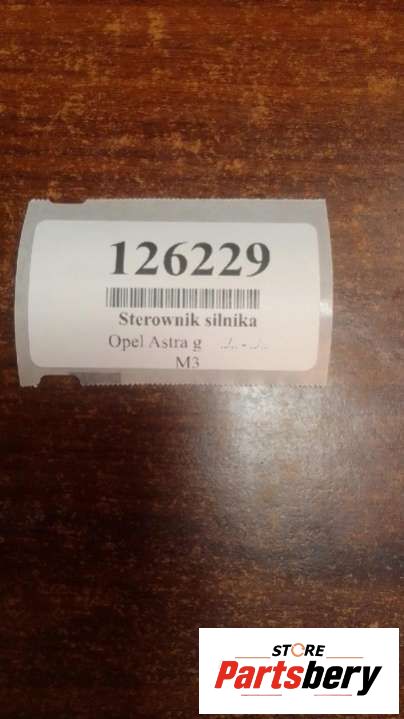 126229
Sterownik silnika
Opel Astra g ./.. - ./..
M3
STORE
Partsbery